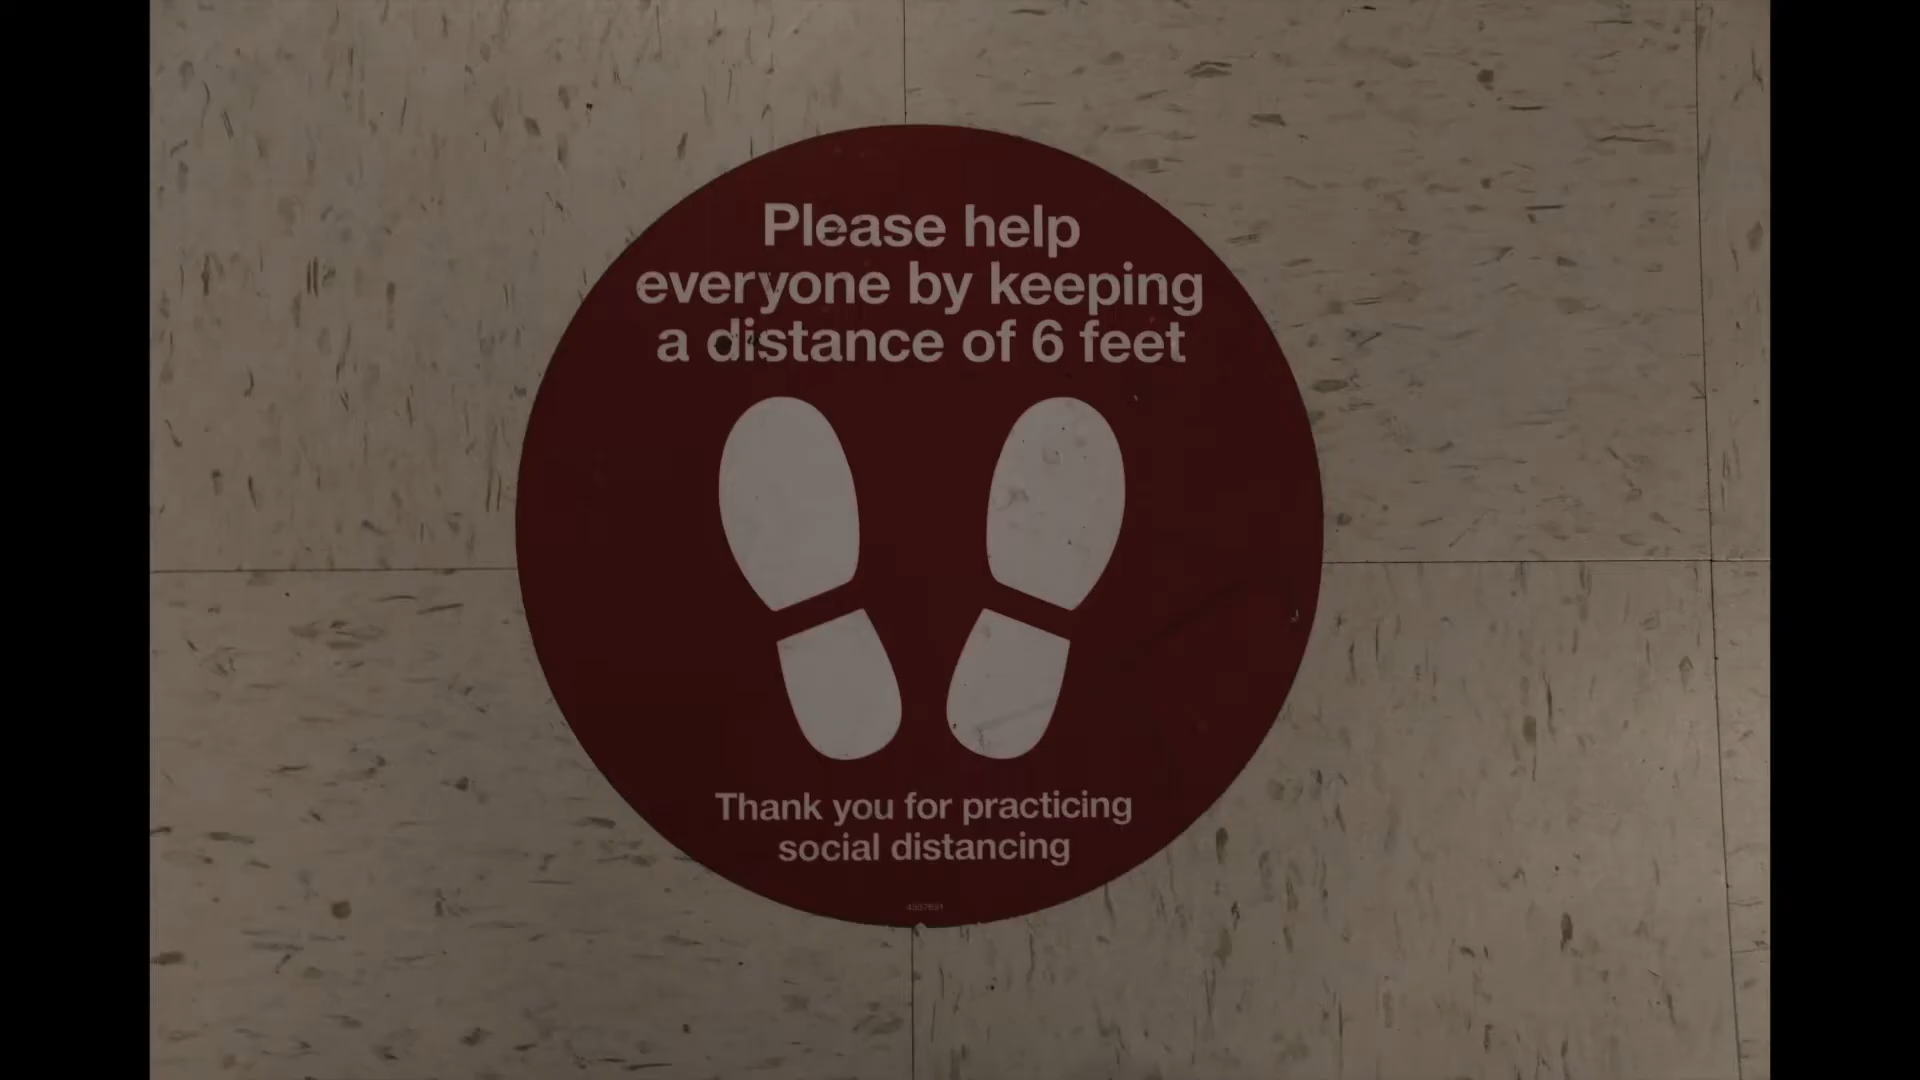 Please help
everyone by keeping
a distance of 6 feet
Thank you for practicing
social distancing